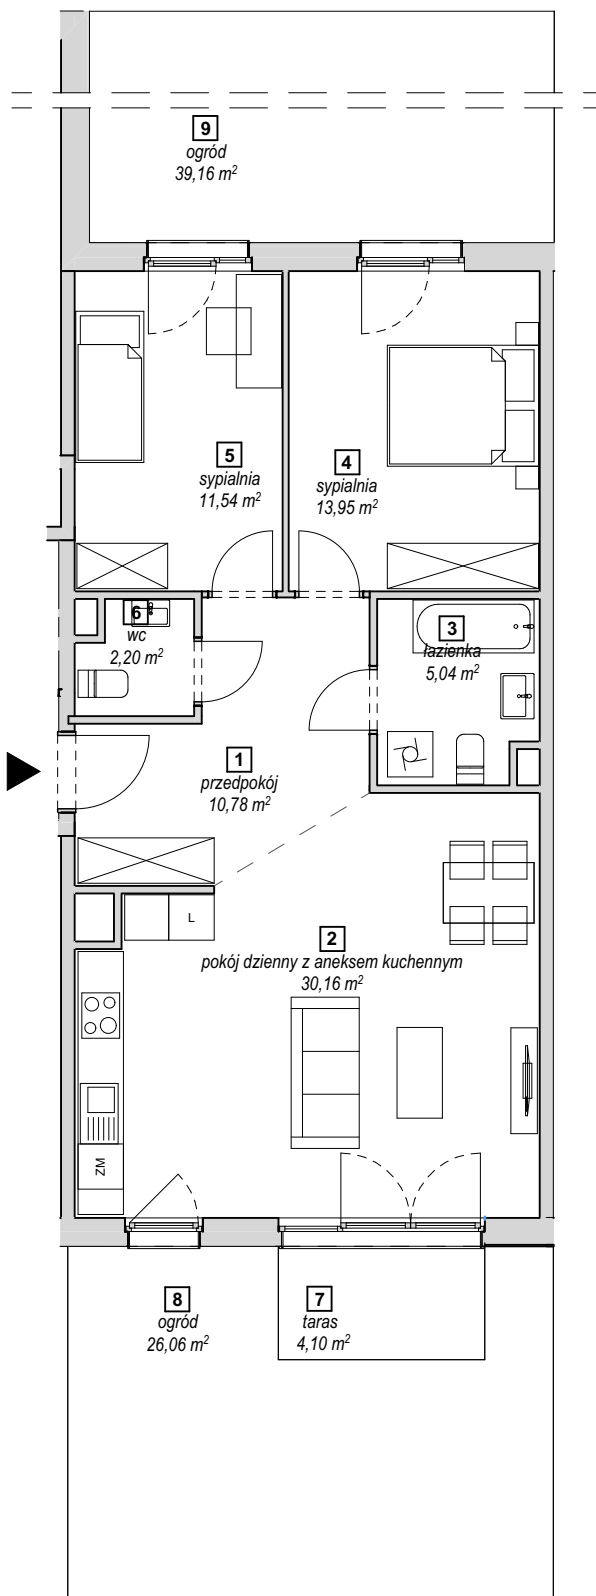 9
ogród
39,16 m²
5
sypialnia
11,54 m²
4
sypialnia
13,95 m²
6
wc
2,20 m²
3
łazienka
5,04 m²
1
przedpokój
10,78 m²
L
2
pokój dzienny z aneksem kuchennym
30,16 m²
ZM
8
ogród
26,06 m²
7
taras
4,10 m²